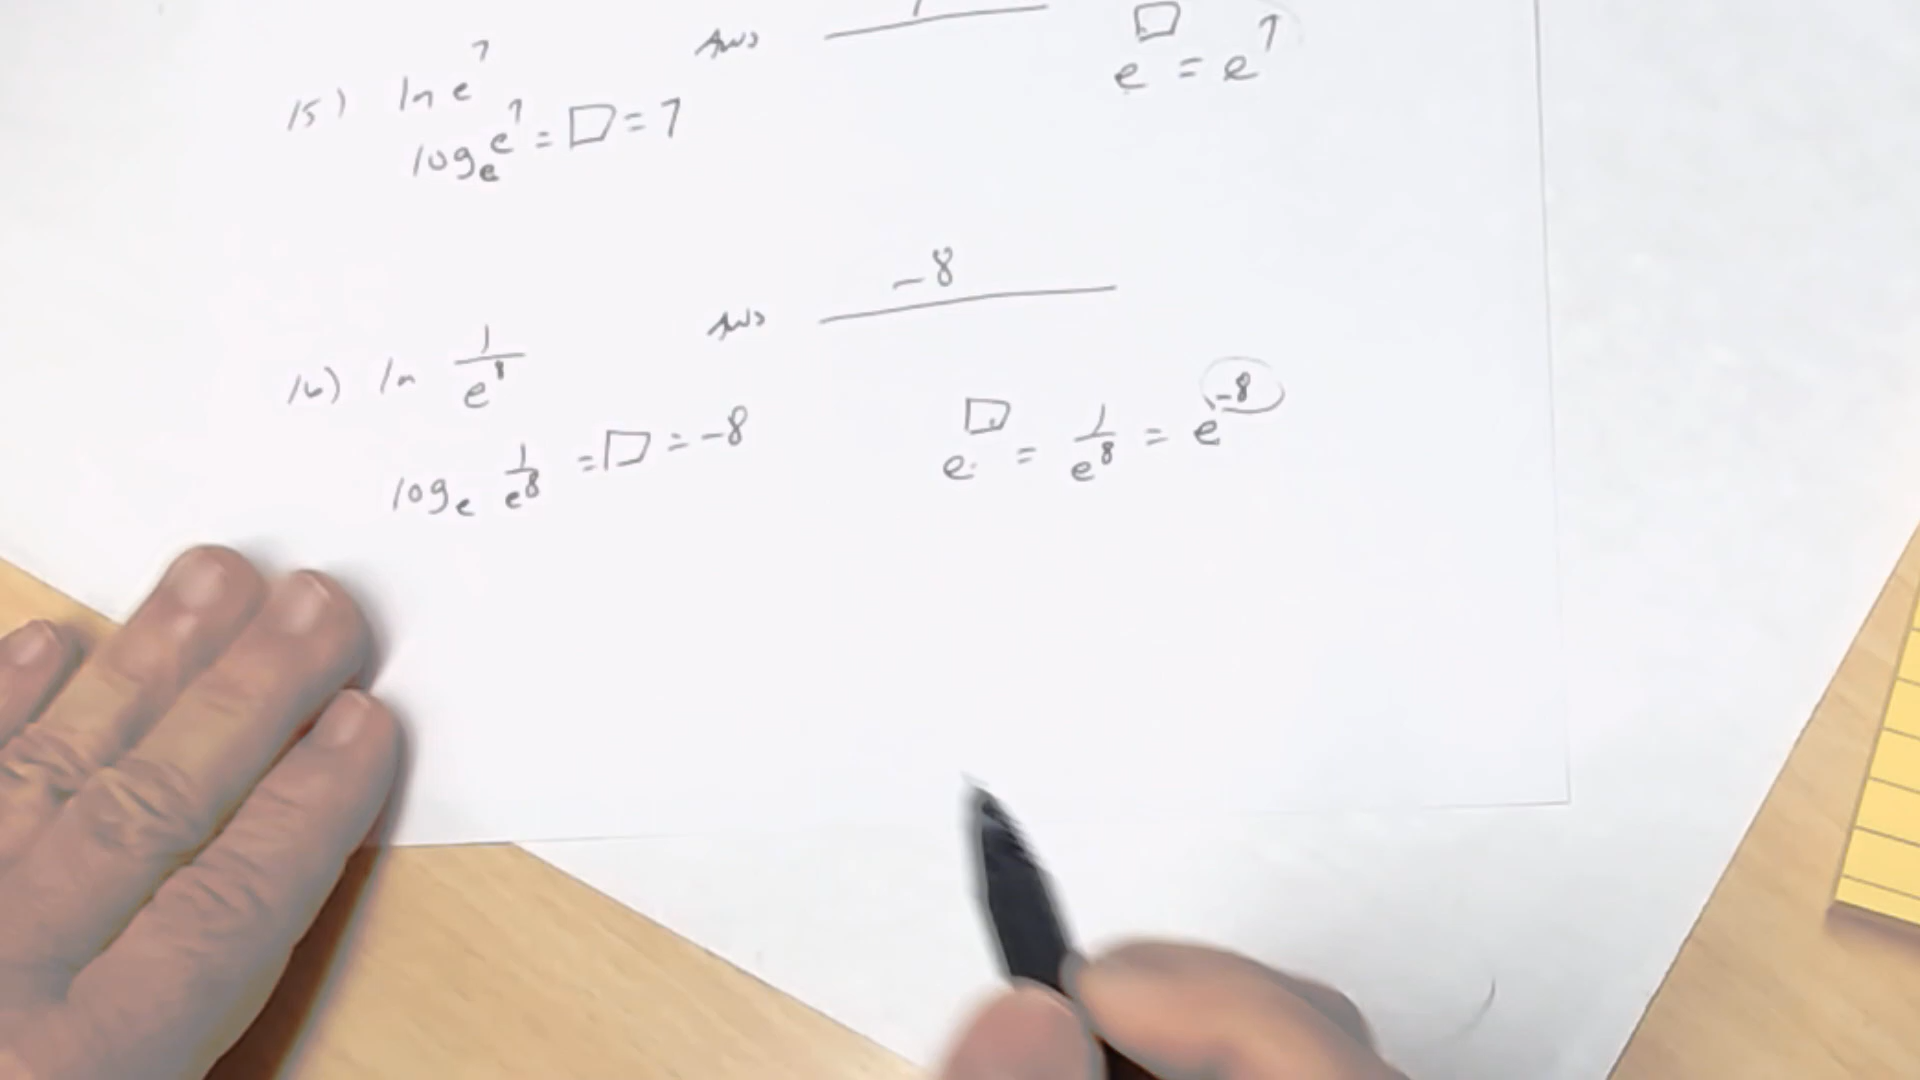 15) ln e^7 Ans
e^□ = e^7
log_e e^7 = □ = 7
-8
16) ln 1/e^8 Ans
log_e 1/e^8 = □ = -8
e^□ = 1/e^8 = e^-8